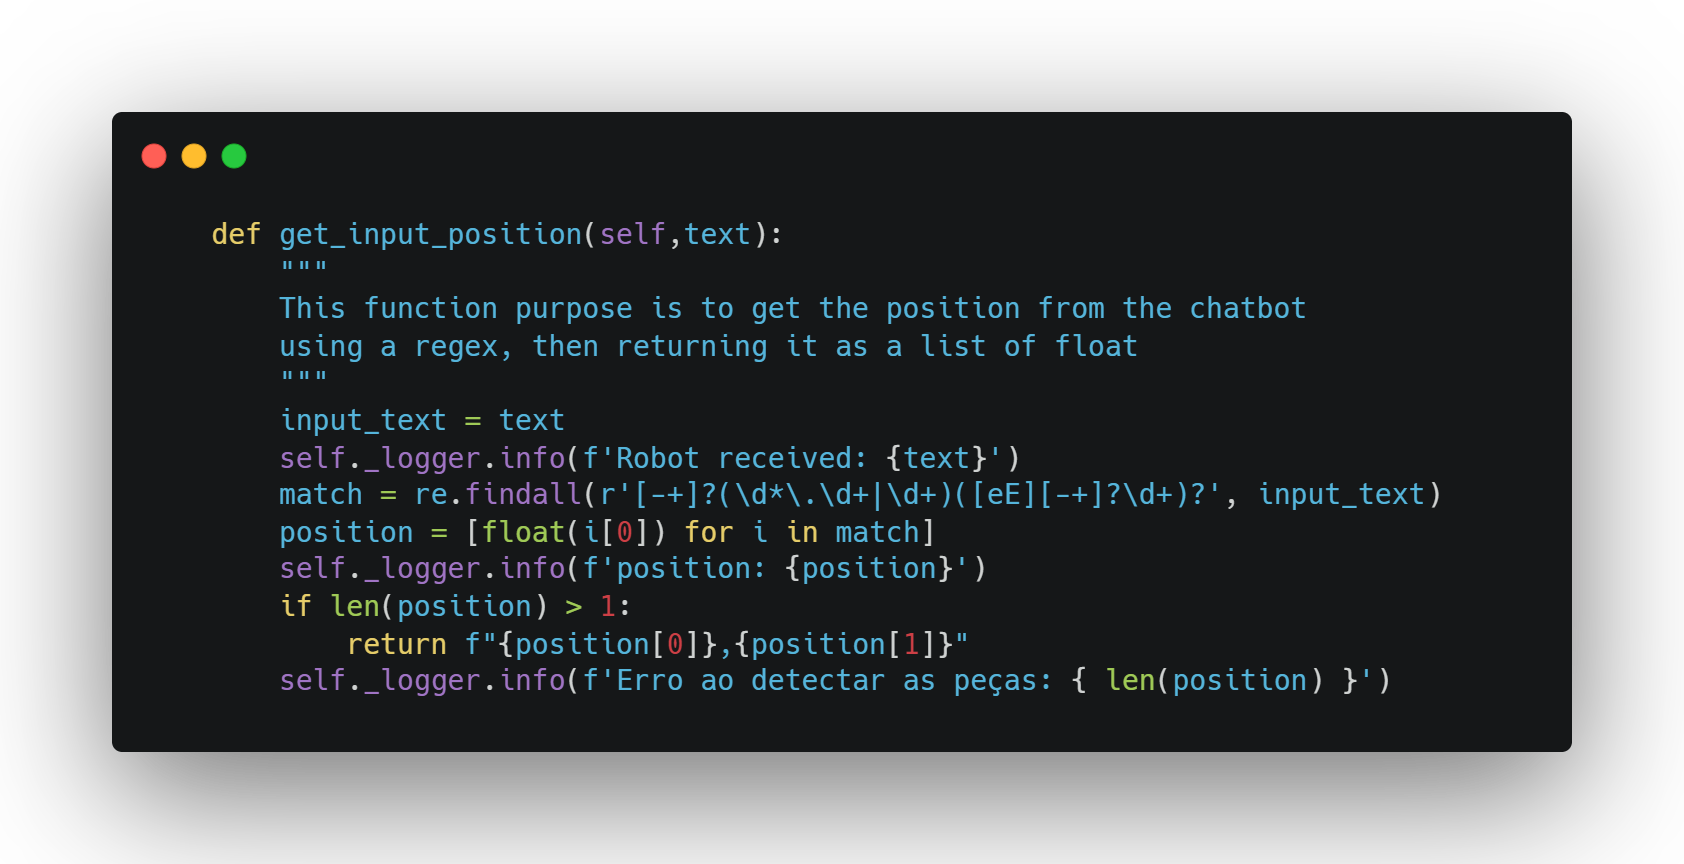 def get_input_position(self,text):
"""
This function purpose is to get the position from the chatbot
using a regex, then returning it as a list of float
"""
input_text = text
self._logger.info(f'Robot received: {text}')
match = re.findall(r'[-+]?(\d*\.\d+|\d+)([eE][-+]?\d+)?', input_text)
position = [float(i[0]) for i in match]
self._logger.info(f'position: {position}')
if len(position) > 1:
return f"{position[0]},{position[1]}"
self._logger.info(f'Erro ao detectar as peças: { len(position) }')